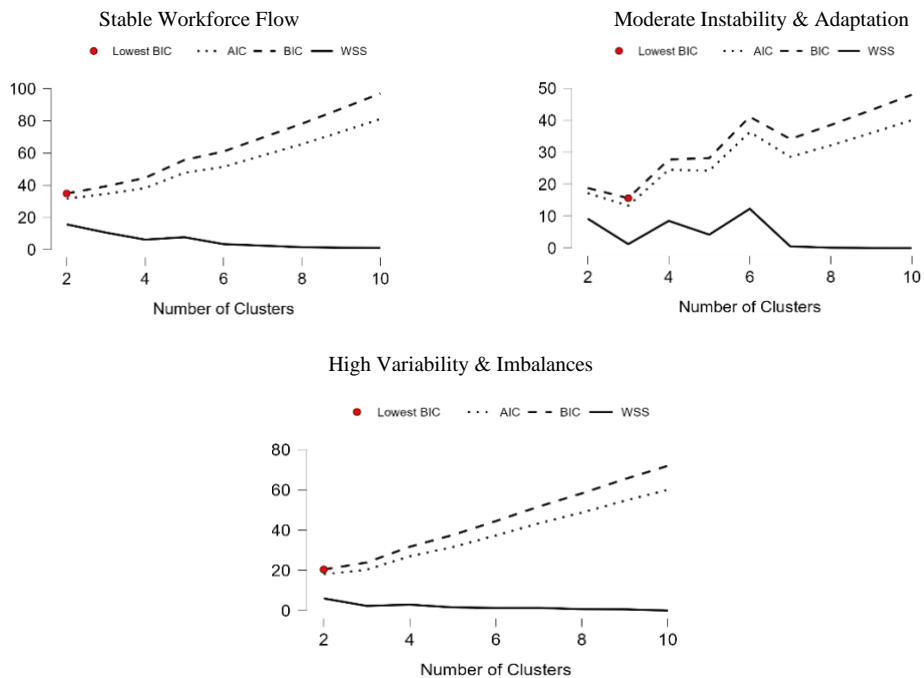 Stable Workforce Flow
Lowest BIC AIC BIC WSS
100
80
60
40
20
0
2 4 6 8 10
Number of Clusters
Moderate Instability & Adaptation
Lowest BIC AIC BIC WSS
50
40
30
20
10
0
2 4 6 8 10
Number of Clusters
High Variability & Imbalances
Lowest BIC AIC BIC WSS
80
60
40
20
0
2 4 6 8 10
Number of Clusters